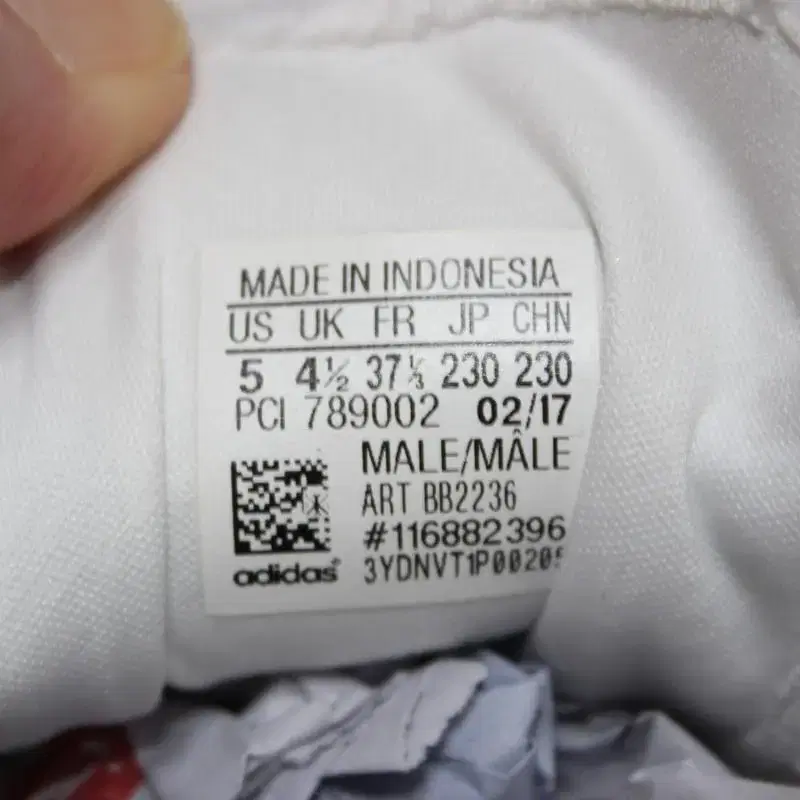 MADE IN INDONESIA
US UK FR JP CHN
5 4½ 37⅓ 230 230
PCI 789002 02/17
MALE/MÂLE
ART BB2236
#116882396
adidas